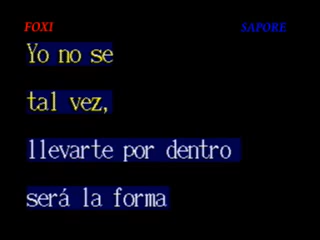 FOXI SAPORE
Yo no se
tal vez,
llevarte por dentro
será la forma